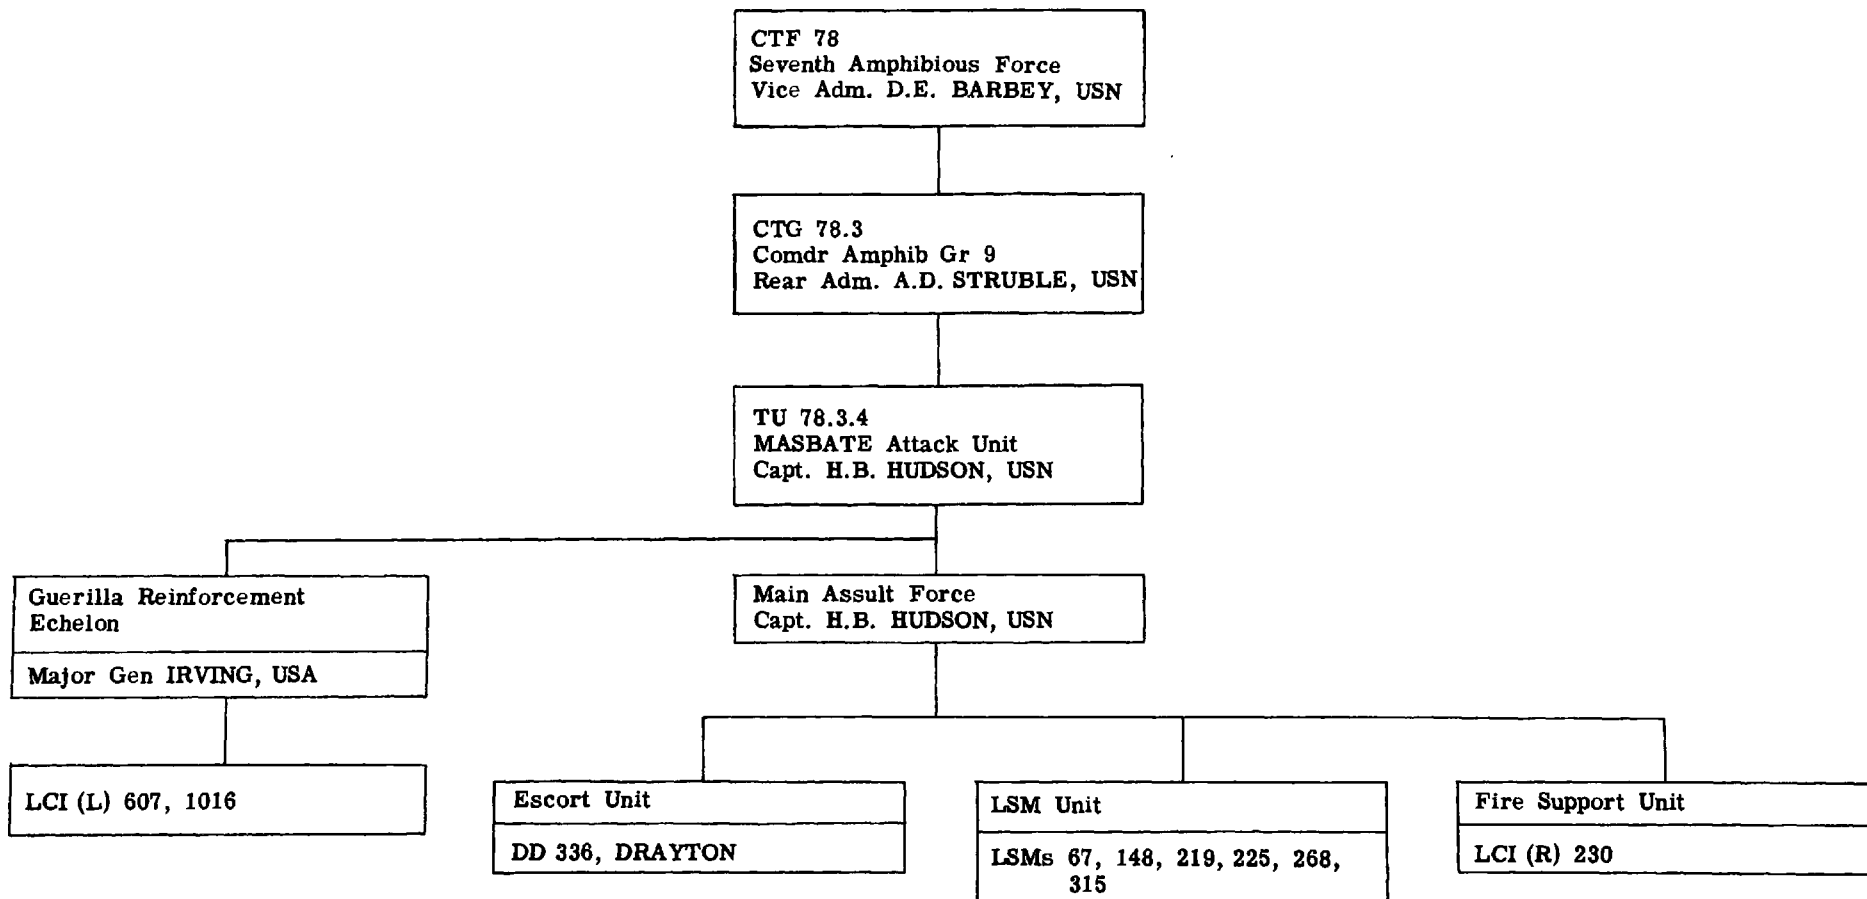 CTF 78
Seventh Amphibious Force
Vice Adm. D.E. BARBEY, USN
CTG 78.3
Comdr Amphib Gr 9
Rear Adm. A.D. STRUBLE, USN
TU 78.3.4
MASBATE Attack Unit
Capt. H.B. HUDSON, USN
Guerilla Reinforcement
Echelon
Major Gen IRVING, USA
Main Assult Force
Capt. H.B. HUDSON, USN
LCI (L) 607, 1016
Escort Unit
DD 336, DRAYTON
LSM Unit
LSMs 67, 148, 219, 225, 268,
315
Fire Support Unit
LCI (R) 230